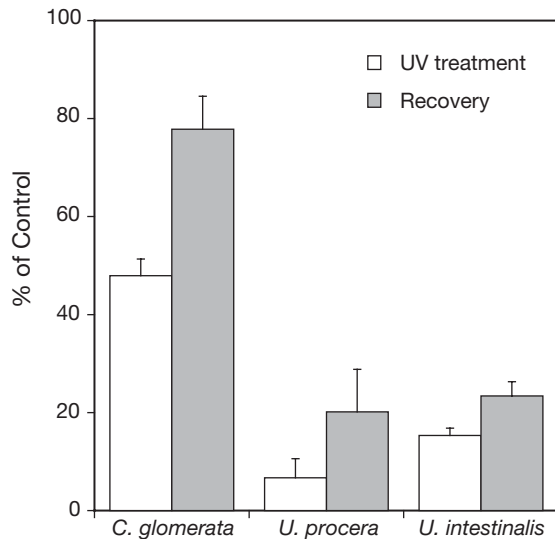 100
80
60
40
20
0
% of Control
UV treatment
Recovery
C. glomerata U. procera U. intestinalis